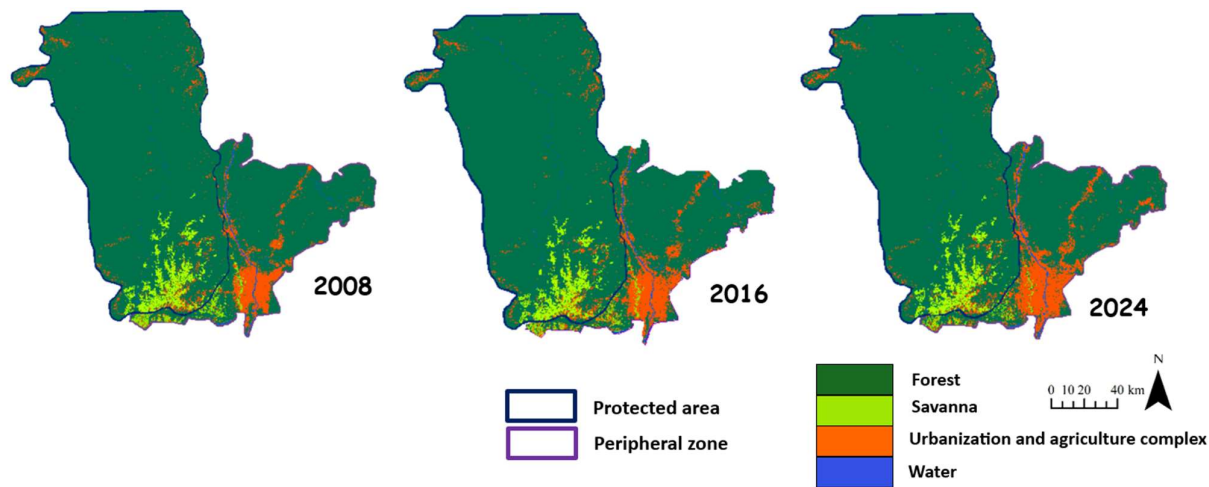 2008
2016
2024
N
0 10 20 40 km
Protected area
Peripheral zone
Forest
Savanna
Urbanization and agriculture complex
Water